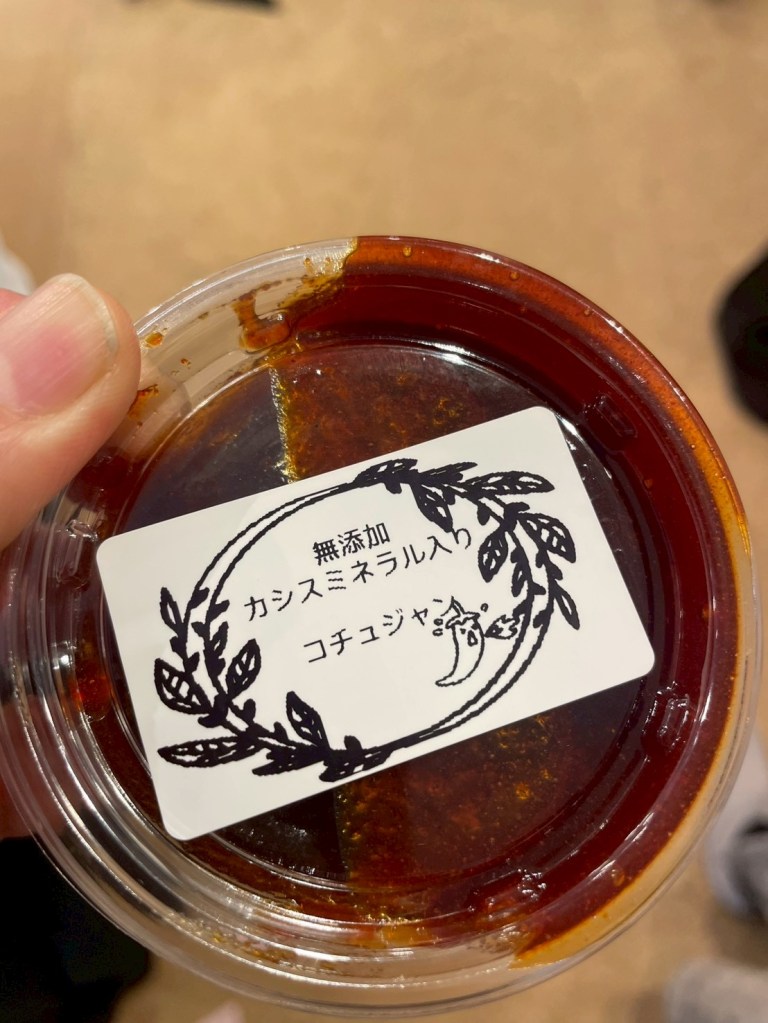 無添加
カシスミネラル入り
コチュジャン